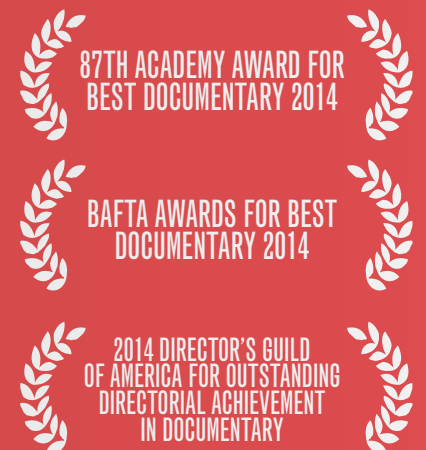 87TH ACADEMY AWARD FOR
BEST DOCUMENTARY 2014
BAFTA AWARDS FOR BEST
DOCUMENTARY 2014
2014 DIRECTOR'S GUILD
OF AMERICA FOR OUTSTANDING
DIRECTORIAL ACHIEVEMENT
IN DOCUMENTARY